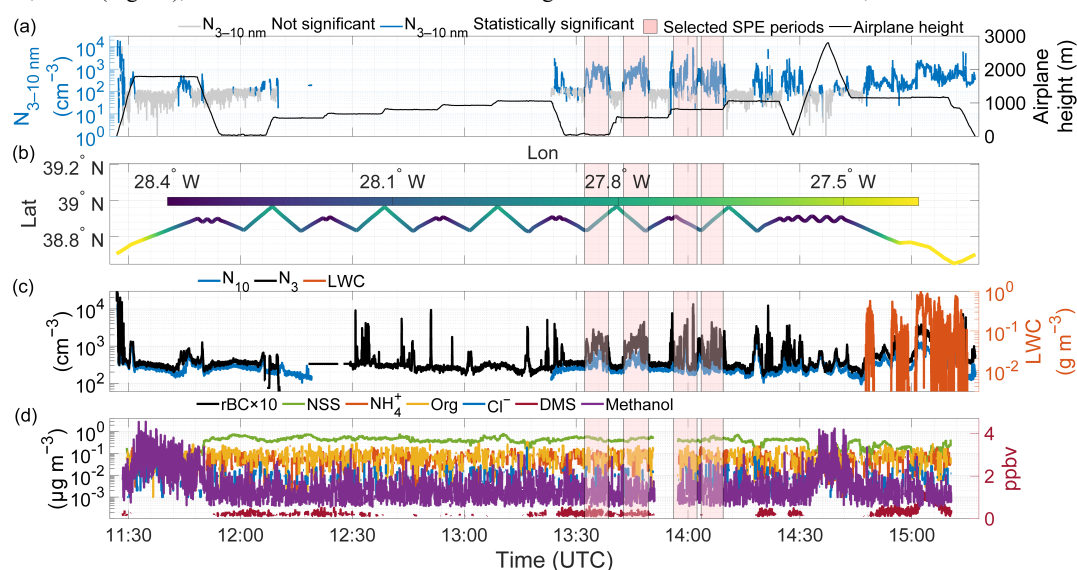 (a) N3–10 nm Not significant N3–10 nm Statistically significant Selected SPE periods Airplane height
N3–10 nm (cm−3)
10^4
10^3
10^2
10^1
10^0
3000
2000
1000
0
Airplane height (m)
(b) Lon
39.2° N
39° N
38.8° N
Lat
28.4° W 28.1° W 27.8° W 27.5° W
(c) N10 N3 LWC
(cm−3)
10^4
10^3
10^2
10^0
10^-1
10^-2
LWC (g m−3)
(d) rBC×10 NSS NH4+ Org Cl− DMS Methanol
(μg m−3)
10^0
10^-1
10^-2
10^-3
4
2
0
ppbv
11:30 12:00 12:30 13:00 13:30 14:00 14:30 15:00
Time (UTC)